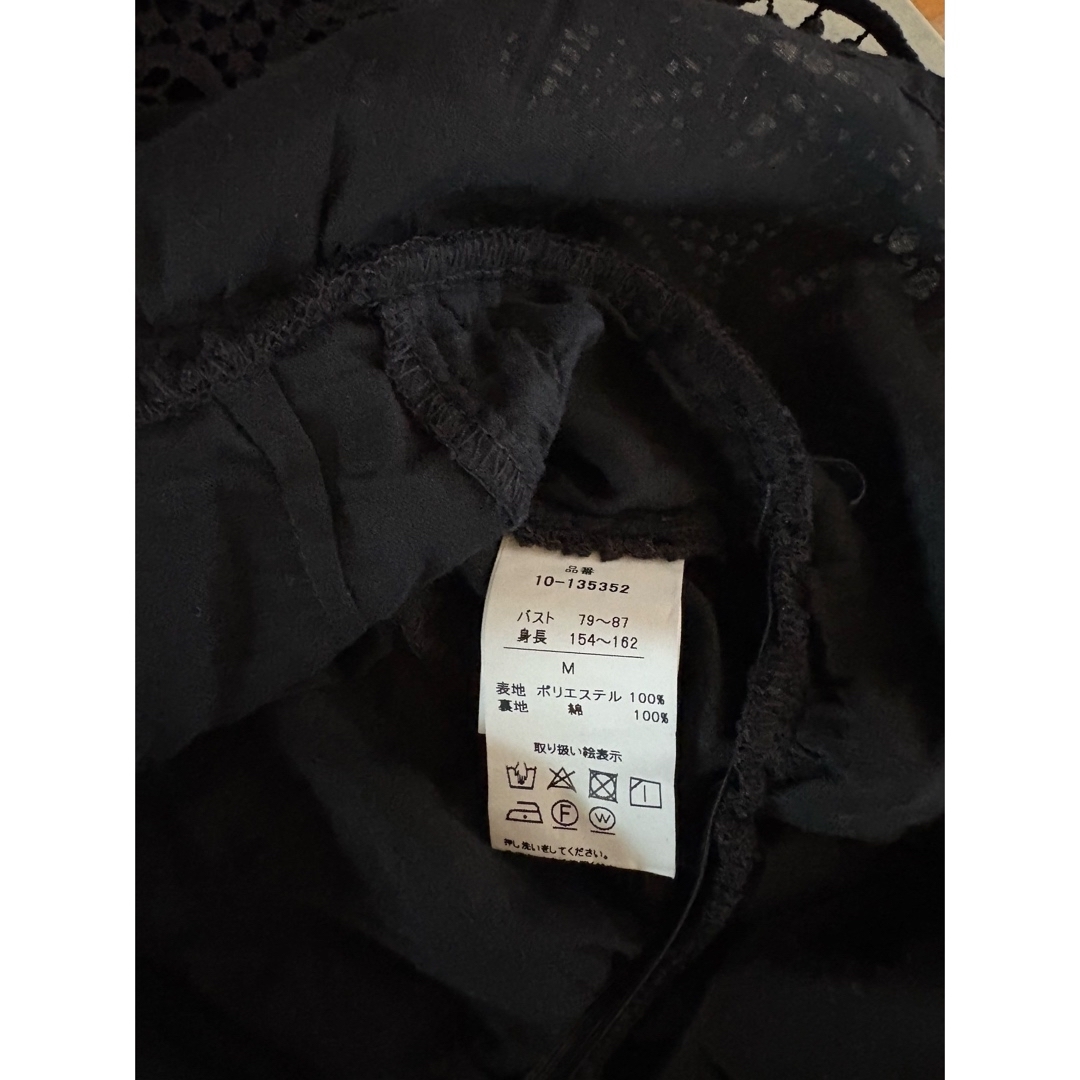 品番
10-135352
バスト 79～87
身長 154～162
M
表地 ポリエステル 100%
裏地 綿 100%
取り扱い絵表示
F W
押し洗いをしてください。